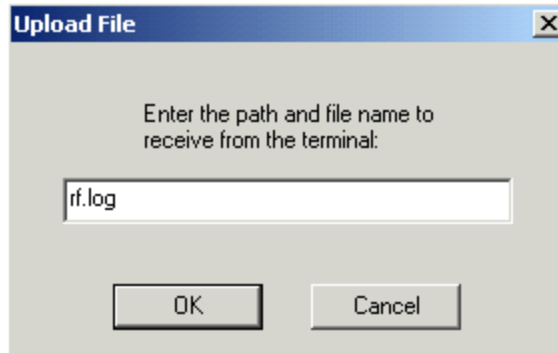 Upload File
Enter the path and file name to
receive from the terminal:
rf.log
OK Cancel